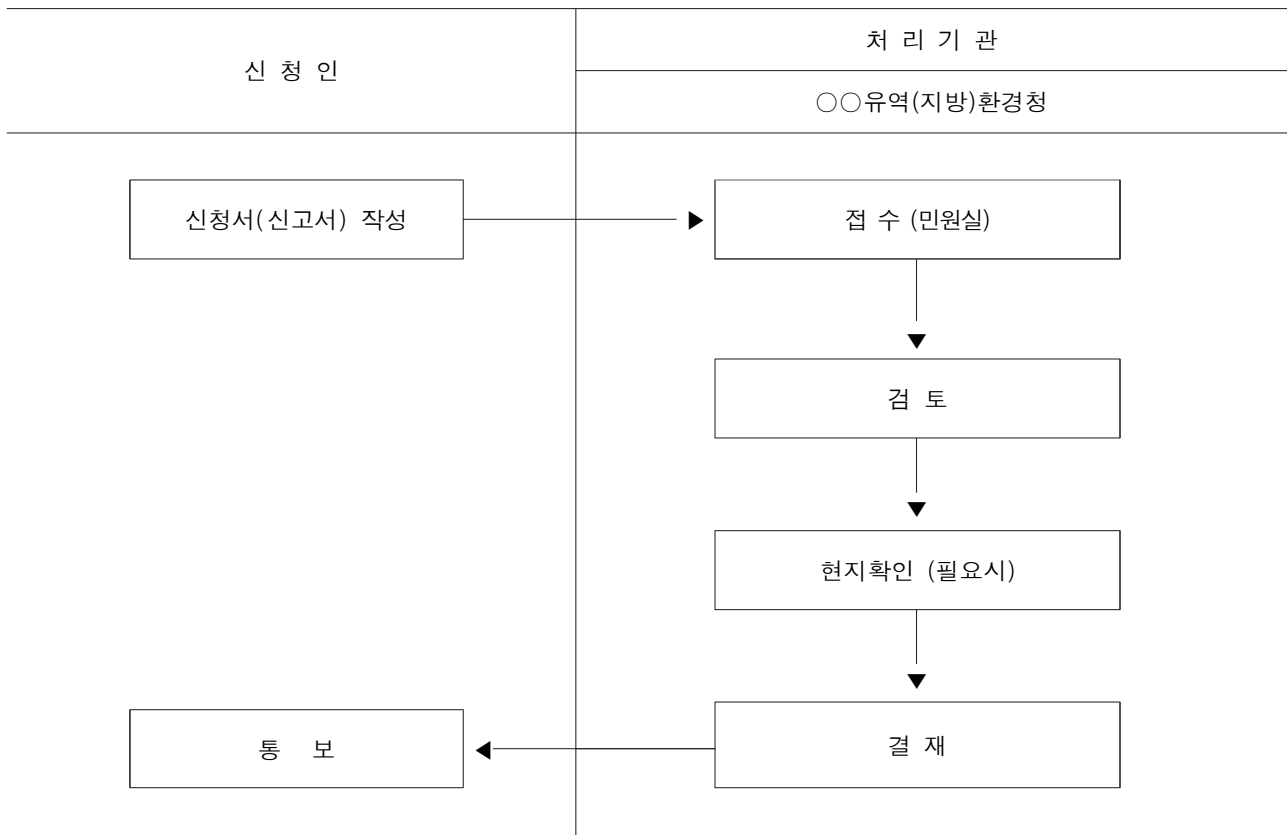 신 청 인
처 리 기 관
○○유역(지방)환경청
신청서(신고서) 작성
접 수 (민원실)
검 토
현지확인 (필요시)
통 보
결 재